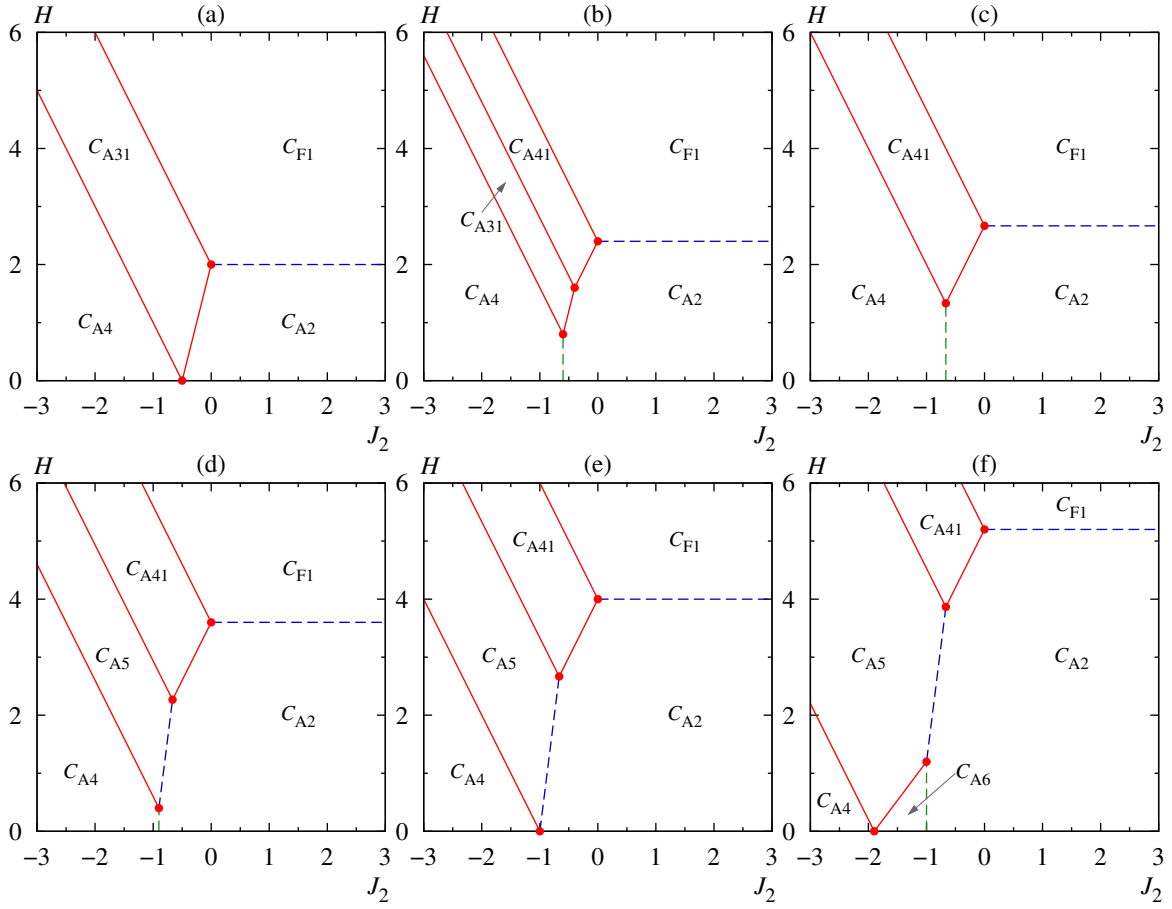 H (a) H (b) H (c)
6 6 6
C_A31 C_F1 C_A41 C_F1 C_A41 C_F1
4 4 4
C_A31
2 2 2
C_A4 C_A2 C_A4 C_A2 C_A4 C_A2
0 0 0
−3 −2 −1 0 1 2 3 −3 −2 −1 0 1 2 3 −3 −2 −1 0 1 2 3
J_2 J_2 J_2
H (d) H (e) H (f)
6 6 6
C_F1
C_A41 C_F1 C_A41 C_F1 C_A41
4 4 4
C_A5 C_A5 C_A5 C_A2
2 2 2
C_A2 C_A2
C_A4 C_A4 C_A4 C_A6
0 0 0
−3 −2 −1 0 1 2 3 −3 −2 −1 0 1 2 3 −3 −2 −1 0 1 2 3
J_2 J_2 J_2